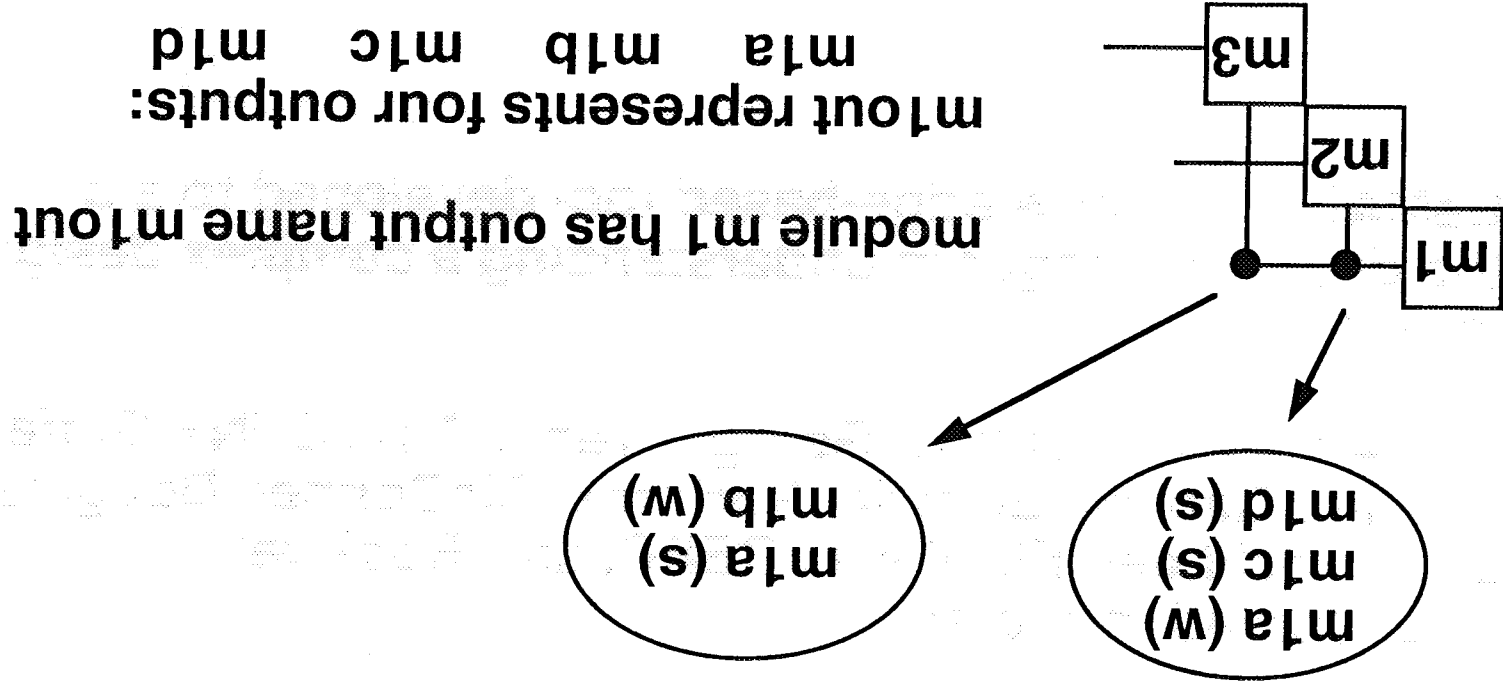 m1a (w)
m1c (s)
m1d (s)
m1a (s)
m1b (w)
m1
m2
m3
module m1 has output name m1out
m1out represents four outputs:
m1a m1b m1c m1d